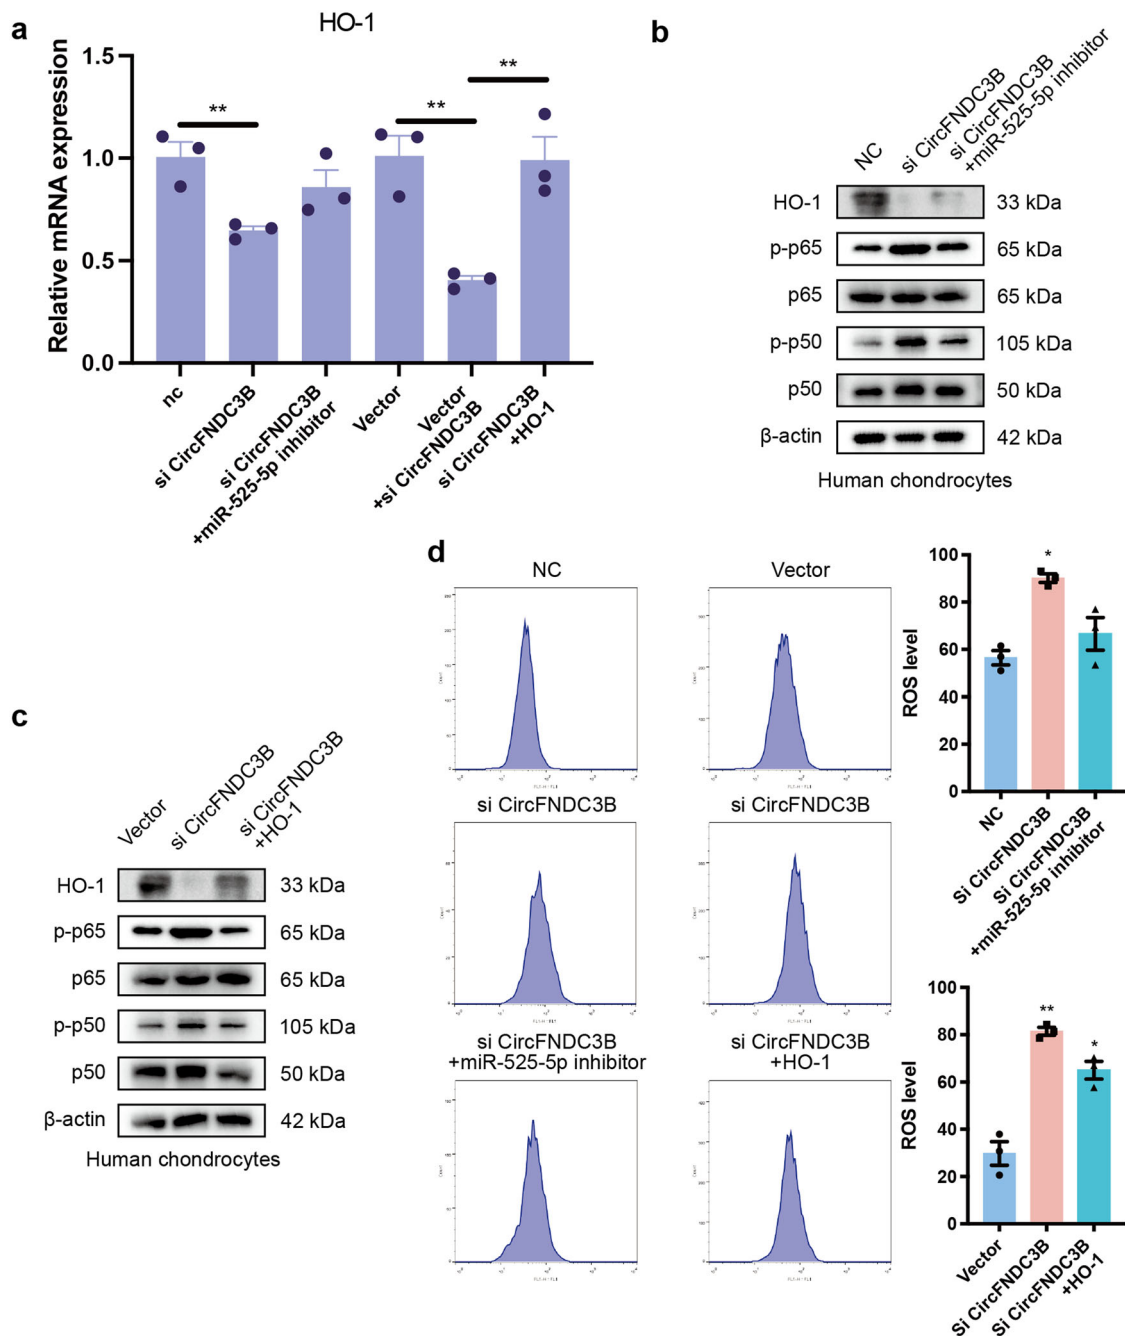 a
HO-1
Relative mRNA expression
1.5
1.0
0.5
0.0
**
**
**
nc
si CircFNDC3B
si CircFNDC3B
+miR-525-5p inhibitor
Vector
Vector
+si CircFNDC3B
si CircFNDC3B
+HO-1
b
NC
si CircFNDC3B
si CircFNDC3B
+miR-525-5p inhibitor
HO-1 33 kDa
p-p65 65 kDa
p65 65 kDa
p-p50 105 kDa
p50 50 kDa
β-actin 42 kDa
Human chondrocytes
c
Vector
si CircFNDC3B
si CircFNDC3B
+HO-1
HO-1 33 kDa
p-p65 65 kDa
p65 65 kDa
p-p50 105 kDa
p50 50 kDa
β-actin 42 kDa
Human chondrocytes
d
NC
Vector
si CircFNDC3B
si CircFNDC3B
si CircFNDC3B
+miR-525-5p inhibitor
si CircFNDC3B
+HO-1
ROS level
100
80
60
40
20
0
*
NC
Si CircFNDC3B
Si CircFNDC3B
+miR-525-5p inhibitor
ROS level
100
80
60
40
20
0
**
*
Vector
Si CircFNDC3B
Si CircFNDC3B
+HO-1